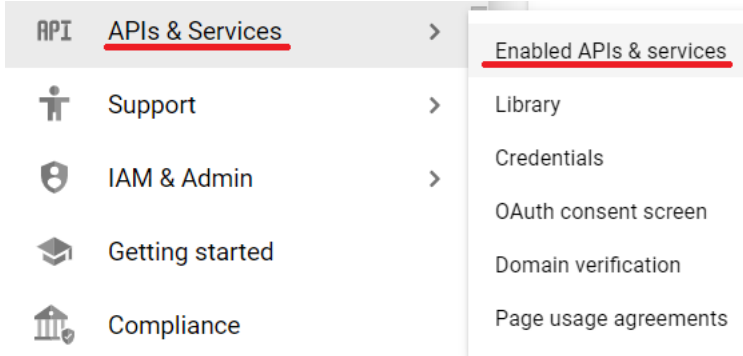 API APIs & Services
Support
IAM & Admin
Getting started
Compliance
Enabled APIs & services
Library
Credentials
OAuth consent screen
Domain verification
Page usage agreements